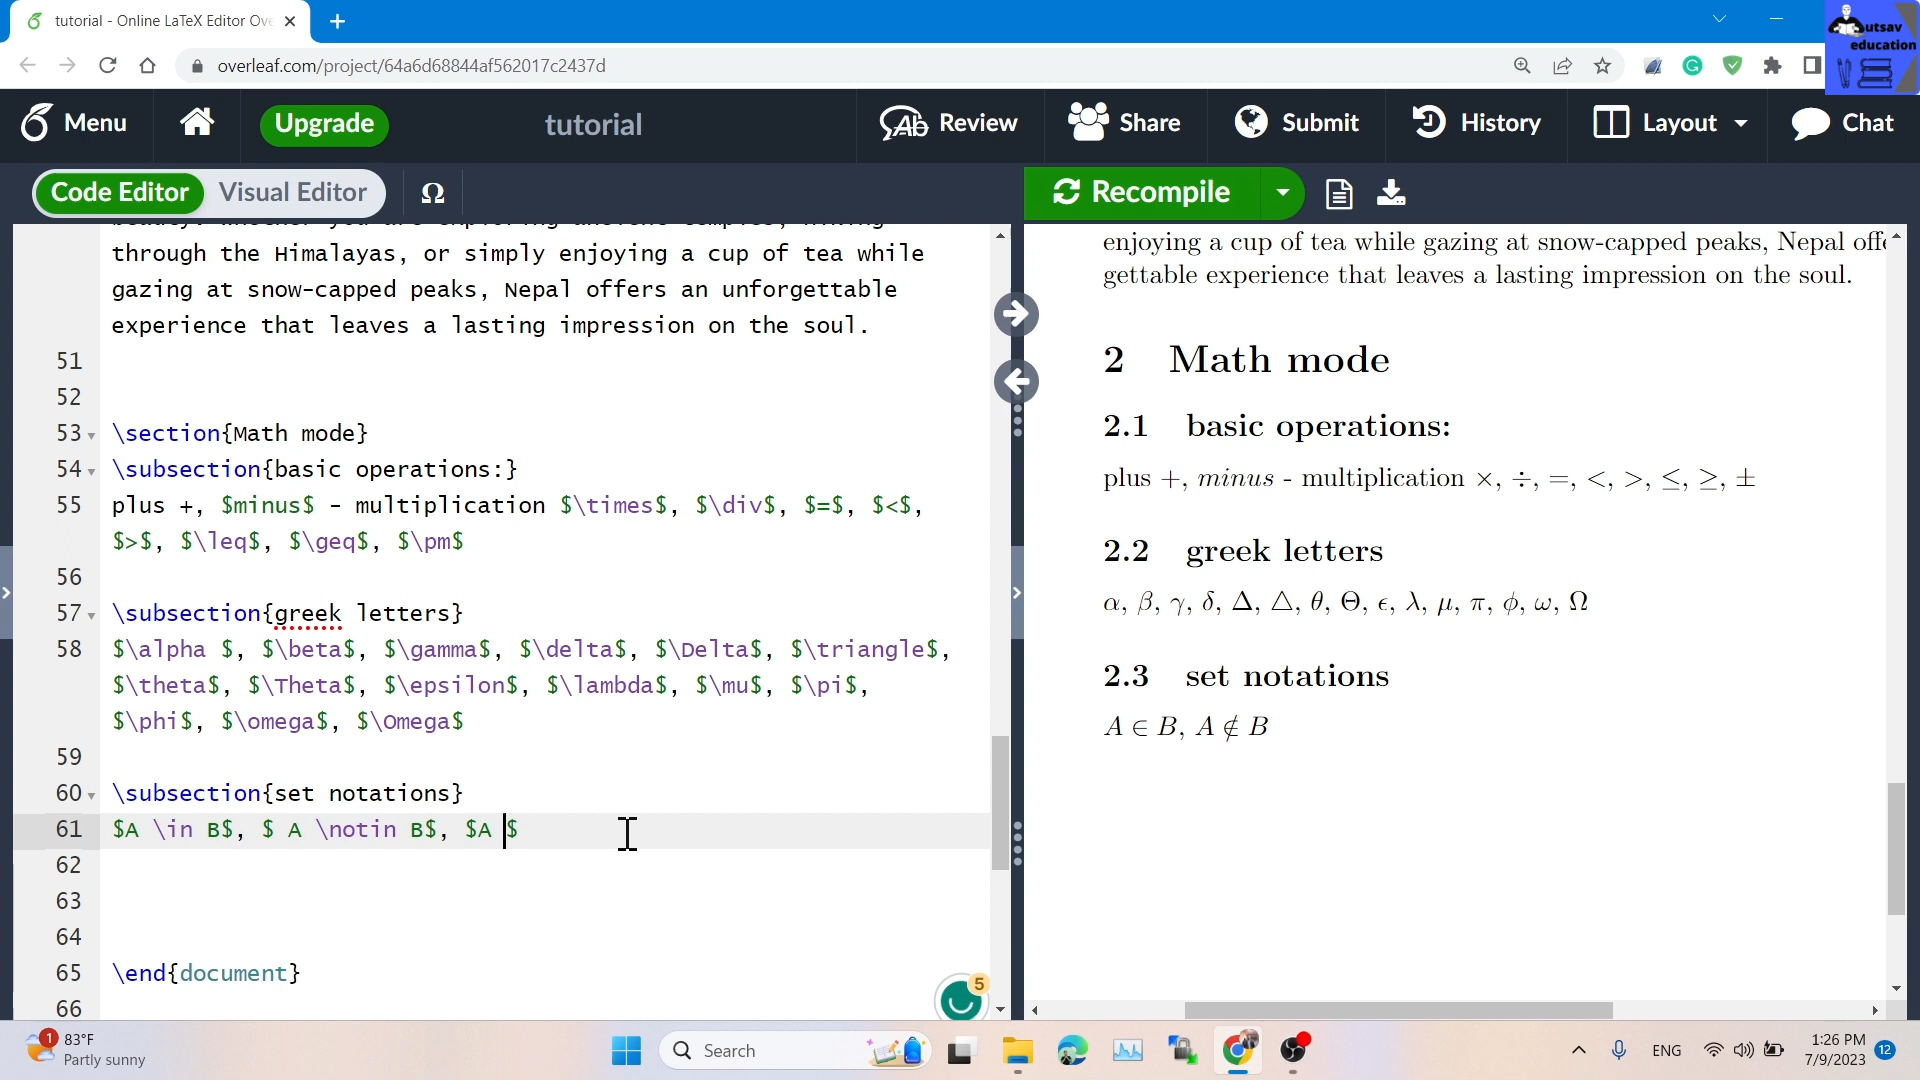 tutorial - Online LaTeX Editor Ove
overleaf.com/project/64a6d68844af562017c2437d
utsav
education
Menu
Upgrade
tutorial
Review
Share
Submit
History
Layout
Chat
Code Editor
Visual Editor
Ω
Recompile
through the Himalayas, or simply enjoying a cup of tea while
gazing at snow-capped peaks, Nepal offers an unforgettable
experience that leaves a lasting impression on the soul.
51
52
53 \section{Math mode}
54 \subsection{basic operations:}
55 plus +, $minus$ - multiplication $\times$, $\div$, $=$, $<$,
$>$, $\leq$, $\geq$, $\pm$
56
57 \subsection{greek letters}
58 $\alpha $, $\beta$, $\gamma$, $\delta$, $\Delta$, $\triangle$,
$\theta$, $\Theta$, $\epsilon$, $\lambda$, $\mu$, $\pi$,
$\phi$, $\omega$, $\Omega$
59
60 \subsection{set notations}
61 $A \in B$, $ A \notin B$, $A $
62
63
64
65 \end{document}
66
5
enjoying a cup of tea while gazing at snow-capped peaks, Nepal offe
gettable experience that leaves a lasting impression on the soul.
2 Math mode
2.1 basic operations:
plus +, minus - multiplication ×, ÷, =, <, >, ≤, ≥, ±
2.2 greek letters
α, β, γ, δ, Δ, △, θ, Θ, ϵ, λ, μ, π, ϕ, ω, Ω
2.3 set notations
A ∈ B, A ∉ B
1
83°F
Partly sunny
Search
ENG
1:26 PM
7/9/2023
12